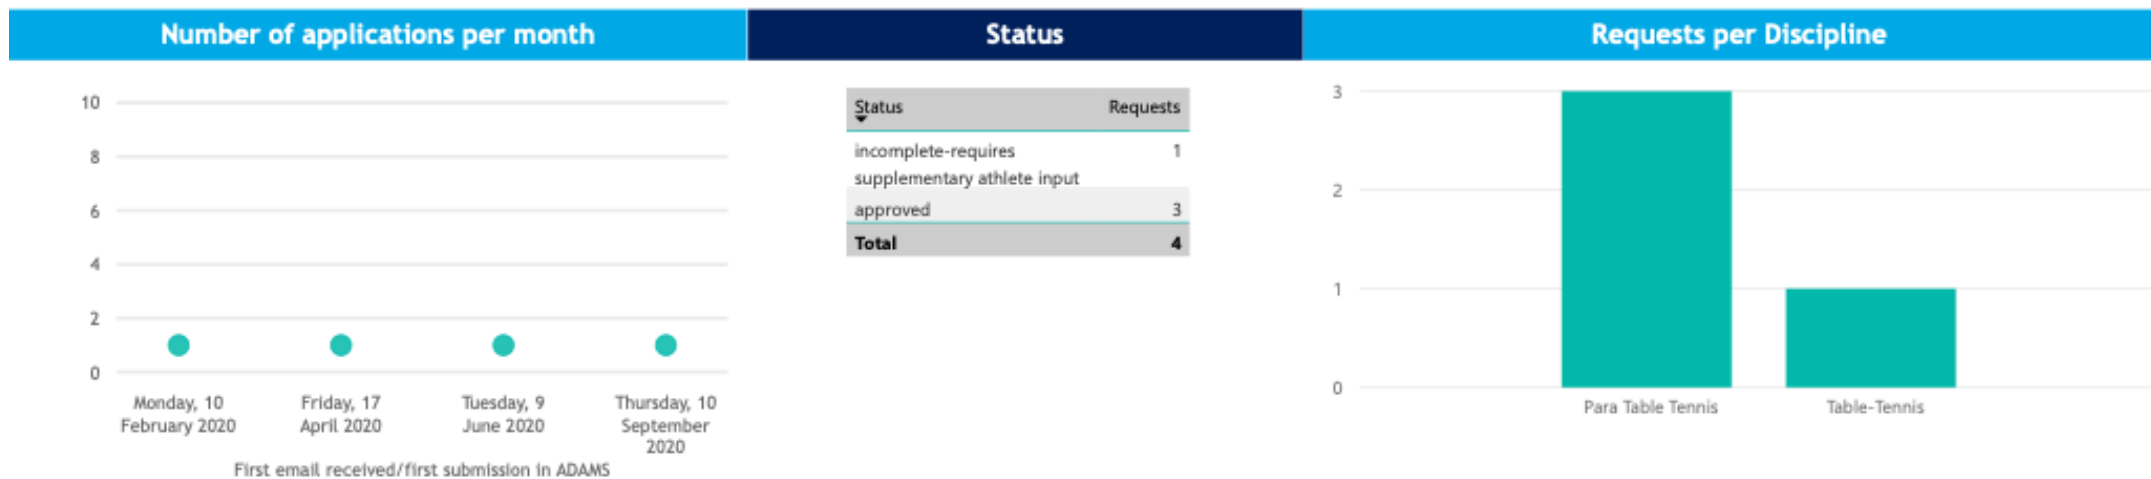 Number of applications per month
Status
Requests per Discipline
10
8
6
4
2
0
Monday, 10
February 2020
Friday, 17
April 2020
Tuesday, 9
June 2020
Thursday, 10
September
2020
First email received/first submission in ADAMS
Status Requests
incomplete-requires 1
supplementary athlete input
approved 3
Total 4
3
2
1
0
Para Table Tennis
Table-Tennis